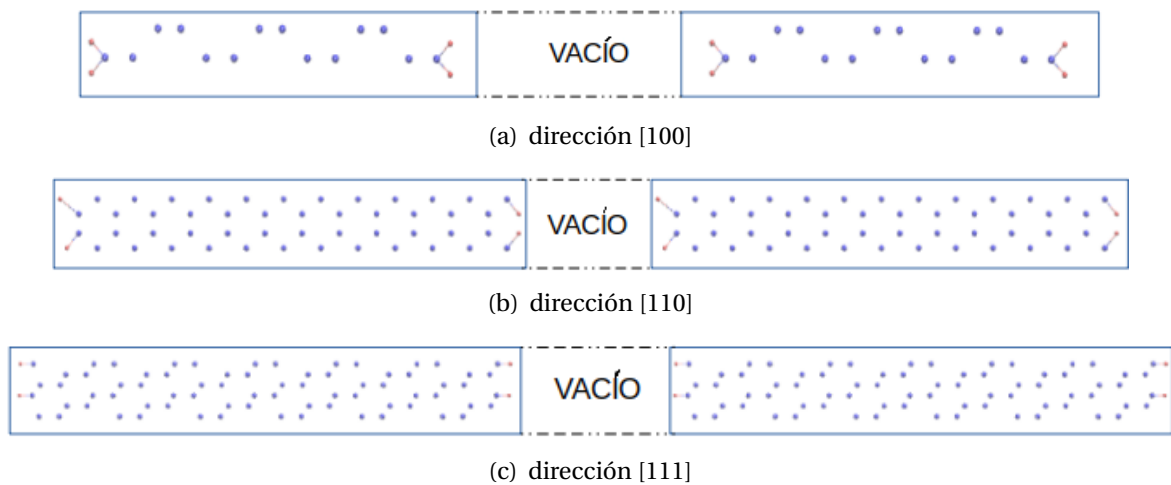 VACÍO
(a) dirección [100]
VACÍO
(b) dirección [110]
VACÍO
(c) dirección [111]